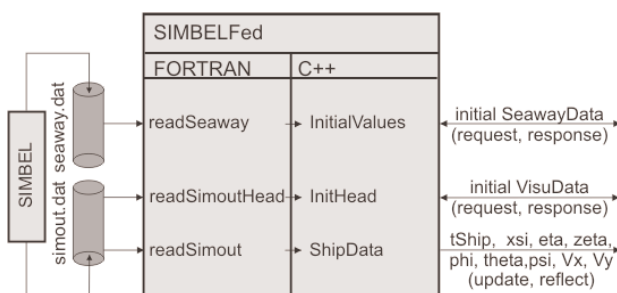 SIMBELFed
FORTRAN C++
SIMBEL
seaway.dat
simout.dat
readSeaway InitialValues
initial SeawayData
(request, response)
readSimoutHead InitHead
initial VisuData
(request, response)
readSimout ShipData
tShip, xsi, eta, zeta,
phi, theta,psi, Vx, Vy
(update, reflect)